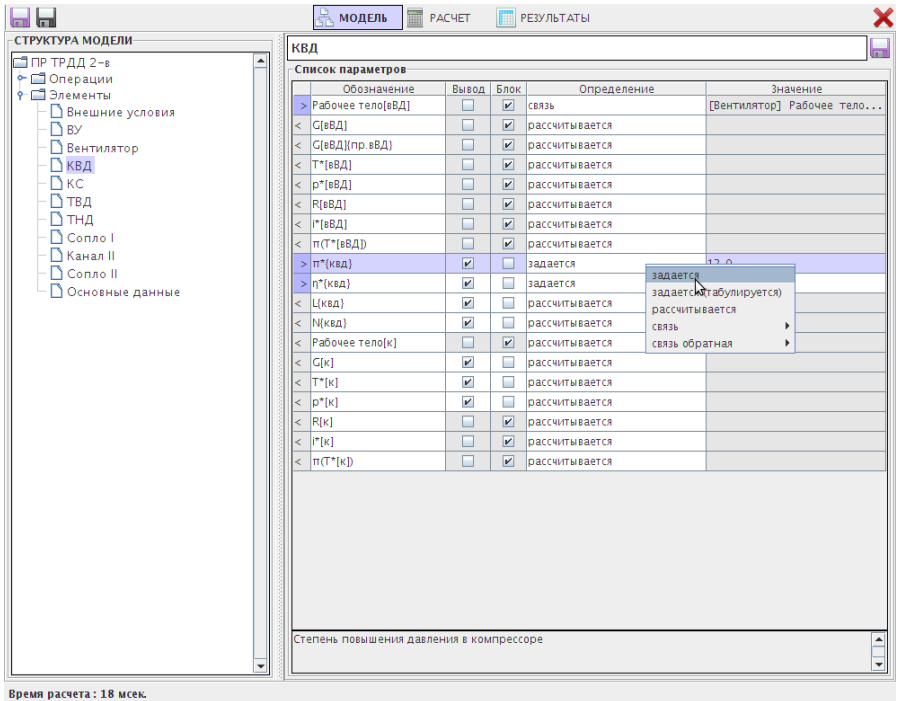 МОДЕЛЬ РАСЧЕТ РЕЗУЛЬТАТЫ
СТРУКТУРА МОДЕЛИ
ПР ТРДД 2-в
Операции
Элементы
Внешние условия
ВУ
Вентилятор
КВД
КС
ТВД
ТНД
Сопло I
Канал II
Сопло II
Основные данные
КВД
Список параметров
Обозначение Вывод Блок Определение Значение
> Рабочее тело[вВД] связь [Вентилятор] Рабочее тело...
< G[вВД] рассчитывается
< G[вВД]{пр.вВД} рассчитывается
< T*[вВД] рассчитывается
< p*[вВД] рассчитывается
< R[вВД] рассчитывается
< i*[вВД] рассчитывается
< π(T*[вВД]) рассчитывается
> π*{квд} задается 12.0
> η*{квд} задается
< L{квд} рассчитывается
< N{квд} рассчитывается
< Рабочее тело[к] рассчитывается
< G[к] рассчитывается
< T*[к] рассчитывается
< p*[к] рассчитывается
< R[к] рассчитывается
< i*[к] рассчитывается
< π(T*[к]) рассчитывается
задается
задается (табулируется)
рассчитывается
связь
связь обратная
Степень повышения давления в компрессоре
Время расчета : 18 мсек.